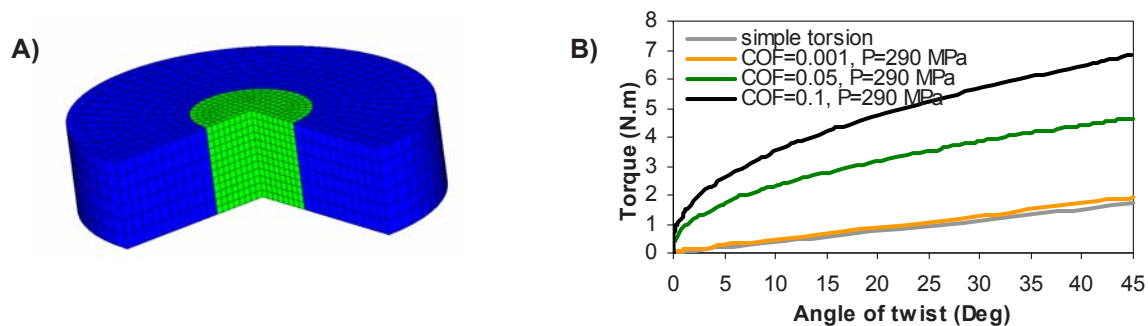 A)
B)
8
7
6
5
4
3
2
1
0
Torque (N.m)
simple torsion
COF=0.001, P=290 MPa
COF=0.05, P=290 MPa
COF=0.1, P=290 MPa
0 5 10 15 20 25 30 35 40 45
Angle of twist (Deg)